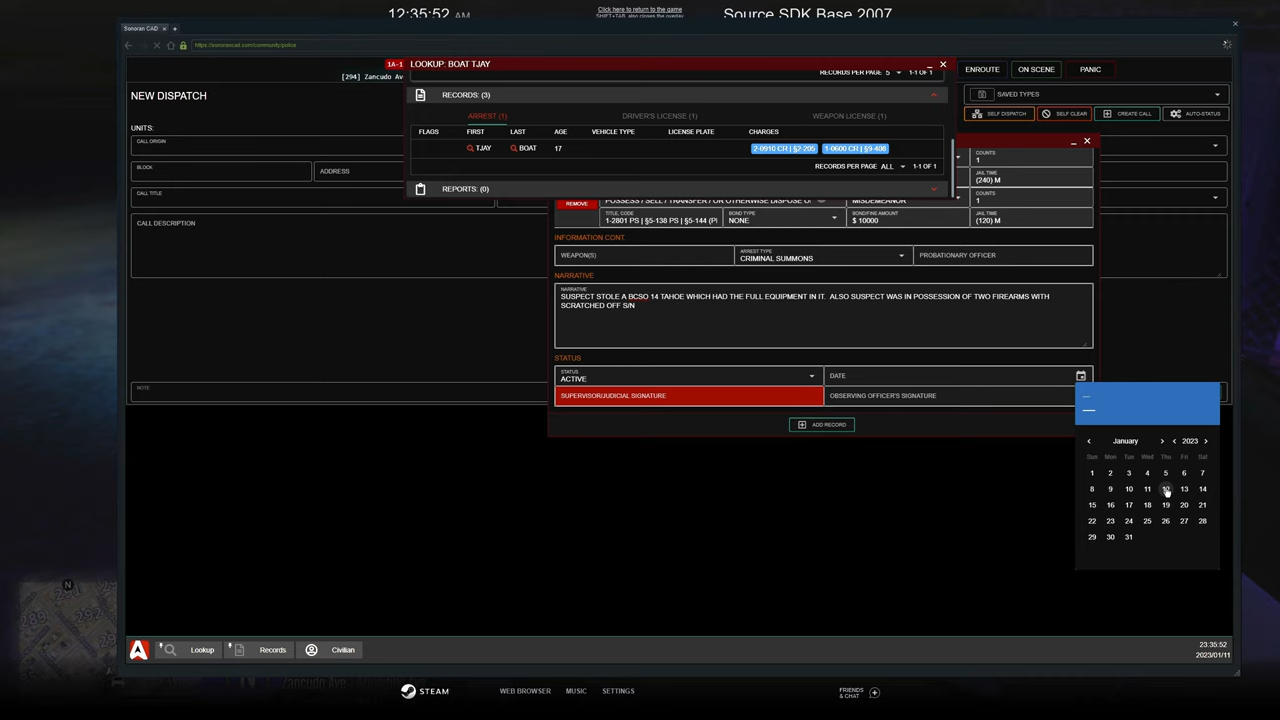 12:35:52 AM
Click here to return to the game
SHIFT+TAB also closes the overlay
Source SDK Base 2007
Sonoran CAD
https://sonorancad.com/community/police
1A-1
[294] Zancudo Av
LOOKUP: BOAT TJAY
ENROUTE
ON SCENE
PANIC
NEW DISPATCH
RECORDS PER PAGE 5 1-1 OF 1
RECORDS: (3)
SAVED TYPES
SELF DISPATCH
SELF CLEAR
CREATE CALL
AUTO-STATUS
UNITS:
ARREST (1)
DRIVER'S LICENSE (1)
WEAPON LICENSE (1)
FLAGS FIRST LAST AGE VEHICLE TYPE LICENSE PLATE CHARGES
CALL ORIGIN
TJAY BOAT 17 2-0910 CR | §2-205 1-0600 CR | §9-408
COUNTS
1
BLOCK
ADDRESS
RECORDS PER PAGE ALL 1-1 OF 1
JAIL TIME
(240) M
REPORTS: (0)
COUNTS
1
CALL TITLE
REMOVE
POSSESS / SELL / TRANSFER / OR OTHERWISE DISPOSE O
MISDEMEANOR
TITLE, CODE
1-2801 PS | §5-138 PS | §5-144 (P
BOND TYPE
NONE
BOND/FINE AMOUNT
$ 10000
JAIL TIME
(120) M
CALL DESCRIPTION
INFORMATION CONT.
WEAPON(S)
ARREST TYPE
CRIMINAL SUMMONS
PROBATIONARY OFFICER
NARRATIVE
NARRATIVE
SUSPECT STOLE A BCSO 14 TAHOE WHICH HAD THE FULL EQUIPMENT IN IT. ALSO SUSPECT WAS IN POSSESSION OF TWO FIREARMS WITH
SCRATCHED OFF S/N
STATUS
STATUS
ACTIVE
DATE
NOTE
SUPERVISOR/JUDICIAL SIGNATURE
OBSERVING OFFICER'S SIGNATURE
ADD RECORD
January 2023
Sun Mon Tue Wed Thu Fri Sat
1 2 3 4 5 6 7
8 9 10 11 12 13 14
15 16 17 18 19 20 21
22 23 24 25 26 27 28
29 30 31
N
289
Lookup
Records
Civilian
23:35:52
2023/01/11
STEAM
WEB BROWSER
MUSIC
SETTINGS
FRIENDS
& CHAT